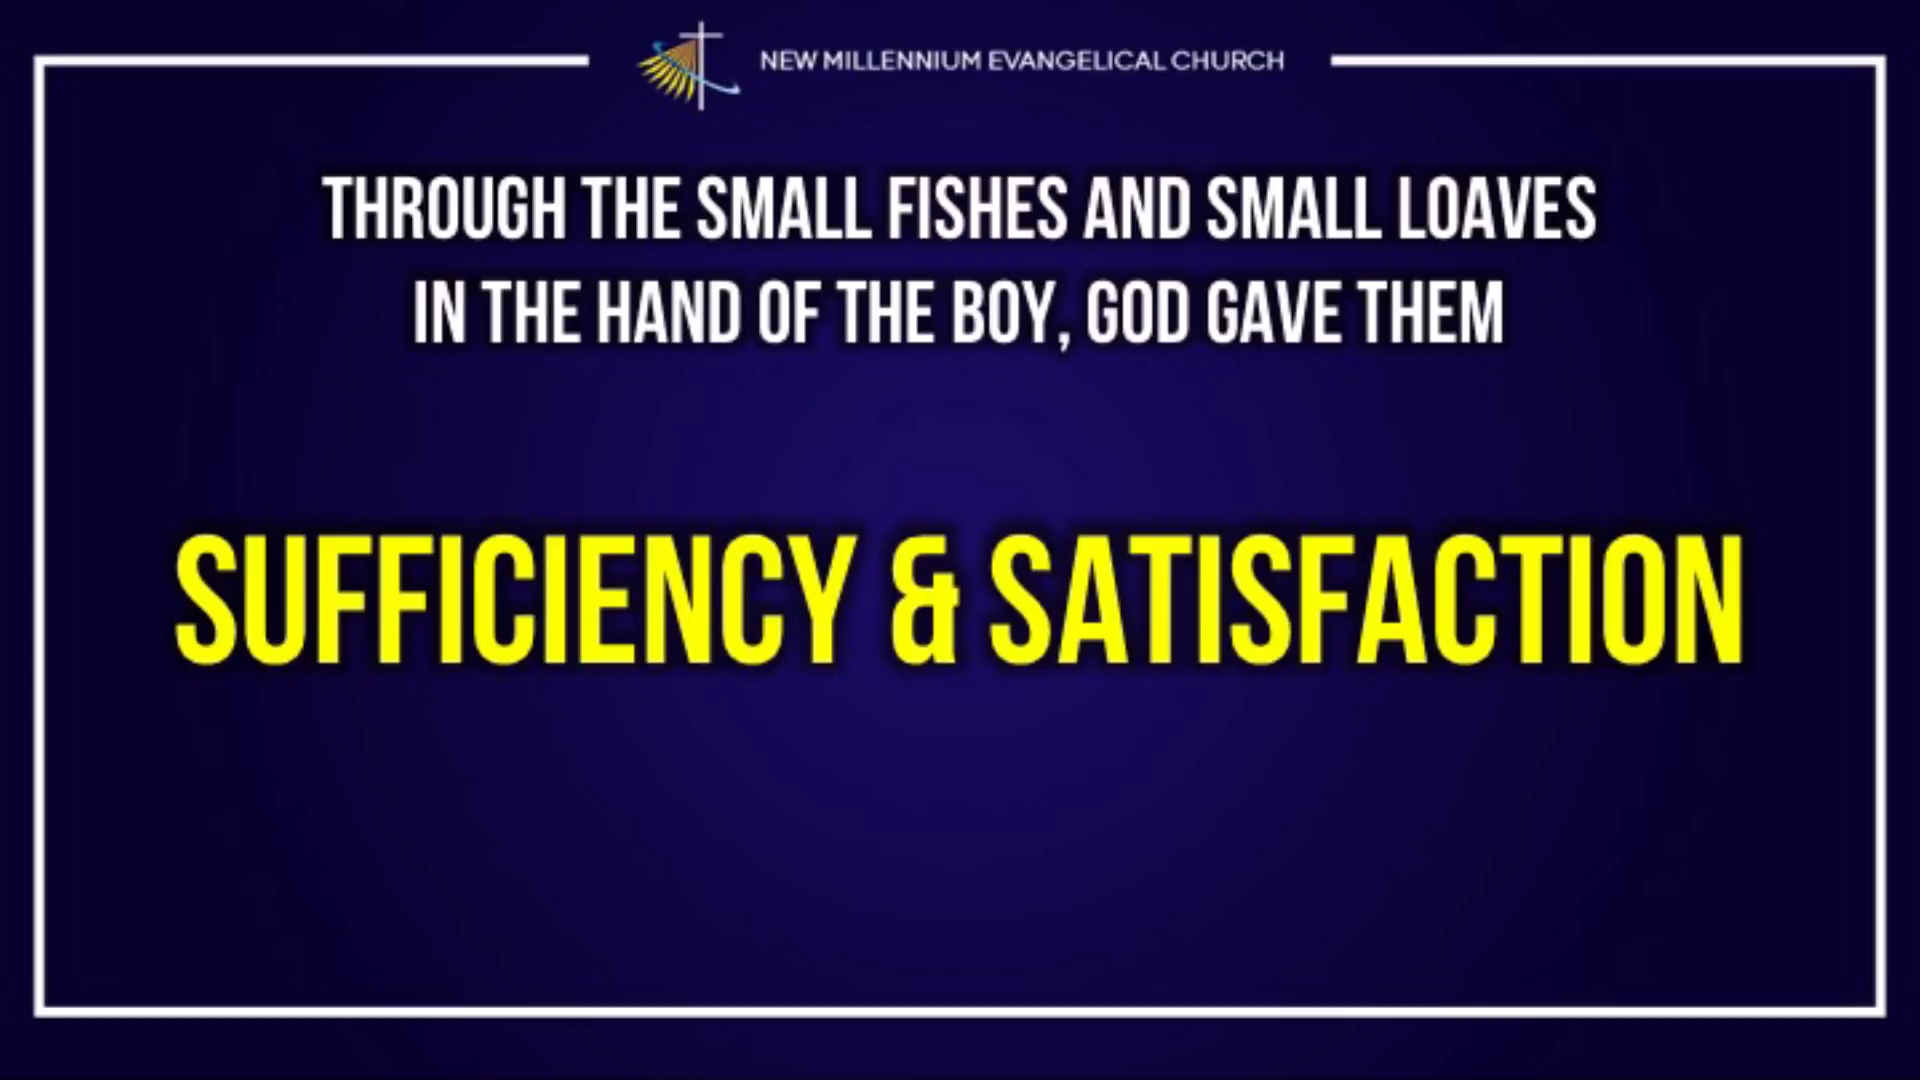 NEW MILLENNIUM EVANGELICAL CHURCH
THROUGH THE SMALL FISHES AND SMALL LOAVES
IN THE HAND OF THE BOY, GOD GAVE THEM
SUFFICIENCY & SATISFACTION